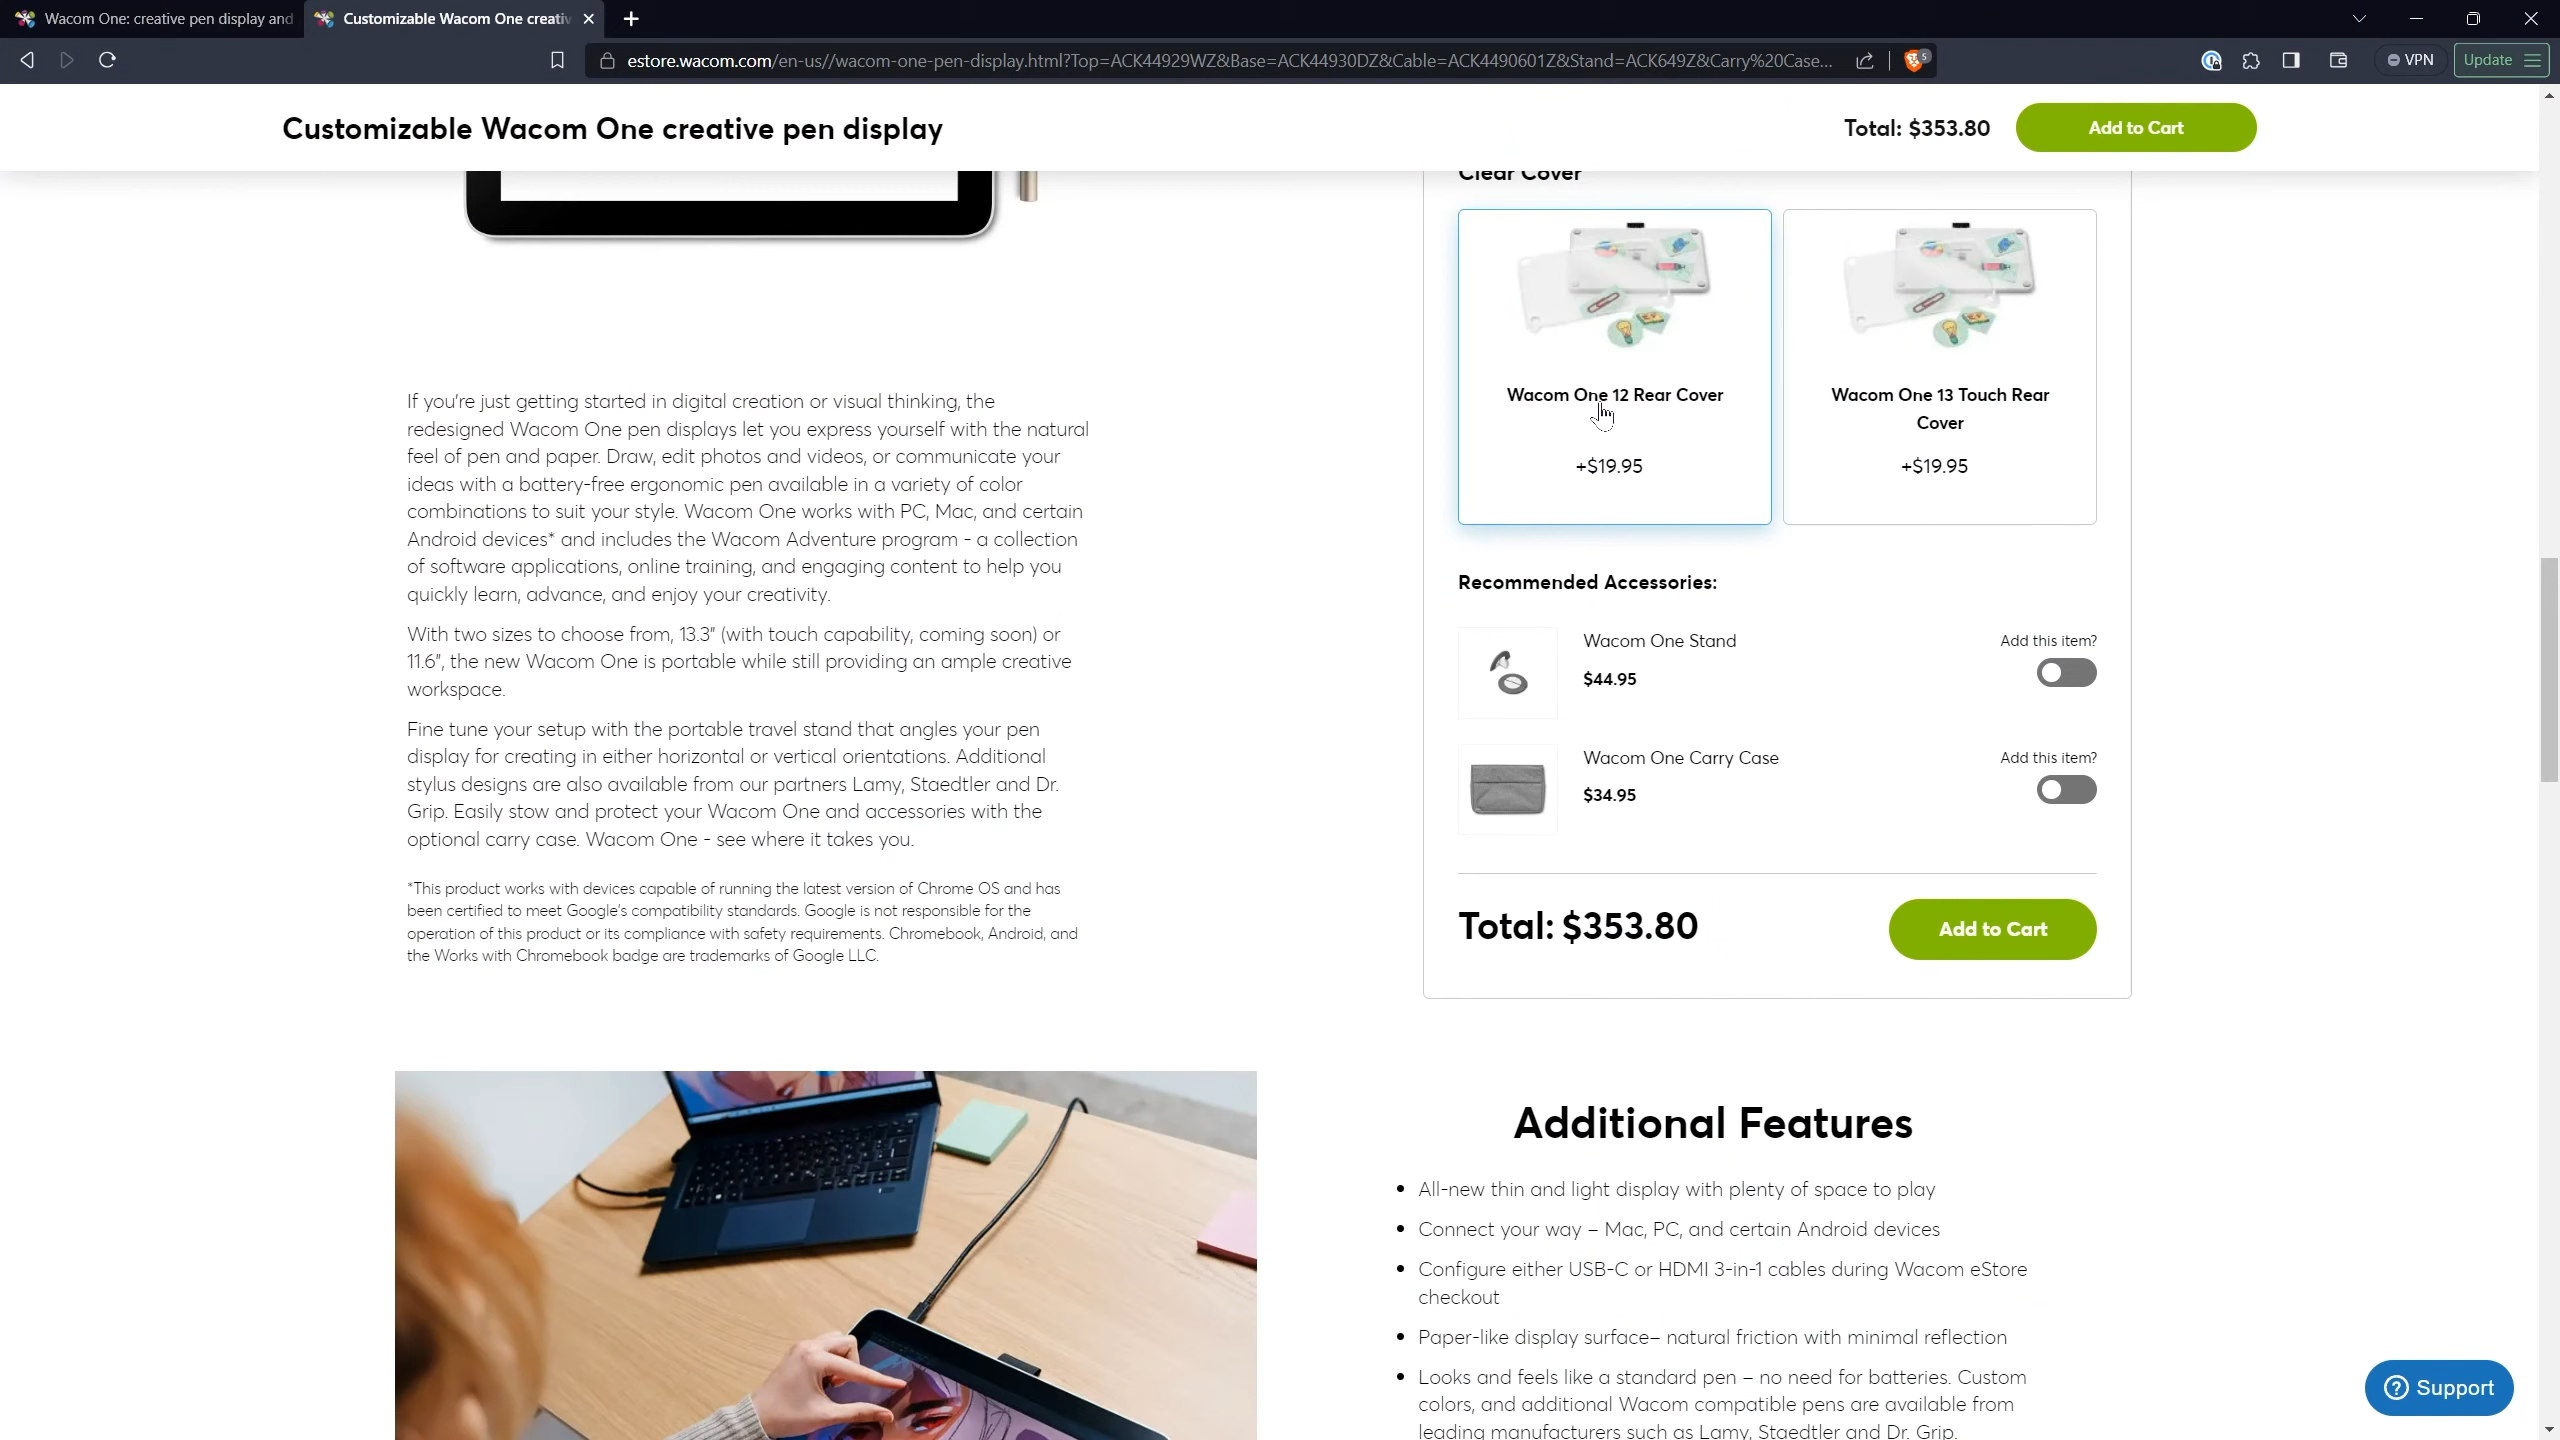 Wacom One: creative pen display and
Customizable Wacom One creativ
estore.wacom.com/en-us//wacom-one-pen-display.html?Top=ACK44929WZ&Base=ACK44930DZ&Cable=ACK4490601Z&Stand=ACK649Z&Carry%20Case...
5
VPN
Update
Customizable Wacom One creative pen display
Total: $353.80
Add to Cart
Clear Cover
Wacom One 12 Rear Cover
+$19.95
Wacom One 13 Touch Rear
Cover
+$19.95
If you're just getting started in digital creation or visual thinking, the
redesigned Wacom One pen displays let you express yourself with the natural
feel of pen and paper. Draw, edit photos and videos, or communicate your
ideas with a battery-free ergonomic pen available in a variety of color
combinations to suit your style. Wacom One works with PC, Mac, and certain
Android devices* and includes the Wacom Adventure program - a collection
of software applications, online training, and engaging content to help you
quickly learn, advance, and enjoy your creativity.
With two sizes to choose from, 13.3" (with touch capability, coming soon) or
11.6", the new Wacom One is portable while still providing an ample creative
workspace.
Fine tune your setup with the portable travel stand that angles your pen
display for creating in either horizontal or vertical orientations. Additional
stylus designs are also available from our partners Lamy, Staedtler and Dr.
Grip. Easily stow and protect your Wacom One and accessories with the
optional carry case. Wacom One - see where it takes you.
*This product works with devices capable of running the latest version of Chrome OS and has
been certified to meet Google's compatibility standards. Google is not responsible for the
operation of this product or its compliance with safety requirements. Chromebook, Android, and
the Works with Chromebook badge are trademarks of Google LLC.
Recommended Accessories:
Wacom One Stand
$44.95
Add this item?
Wacom One Carry Case
$34.95
Add this item?
Total: $353.80
Add to Cart
Additional Features
• All-new thin and light display with plenty of space to play
• Connect your way – Mac, PC, and certain Android devices
• Configure either USB-C or HDMI 3-in-1 cables during Wacom eStore
checkout
• Paper-like display surface– natural friction with minimal reflection
• Looks and feels like a standard pen – no need for batteries. Custom
colors, and additional Wacom compatible pens are available from
leading manufacturers such as Lamy, Staedtler and Dr. Grip.
Support